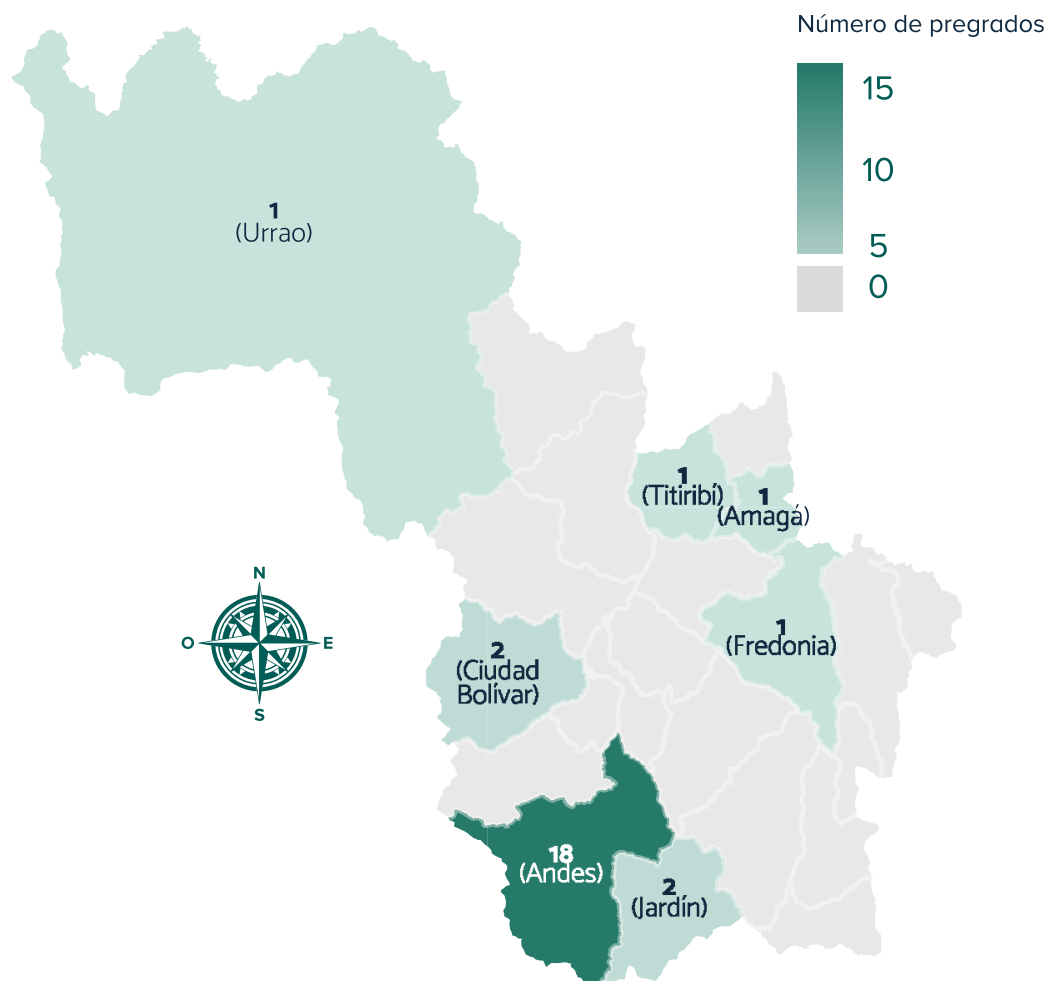 Número de pregrados
15
10
5
0
1
(Urrao)
1
(Titiribí)
1
(Amagá)
1
(Fredonia)
2
(Ciudad
Bolívar)
18
(Andes)
2
(Jardín)
N
O
E
S